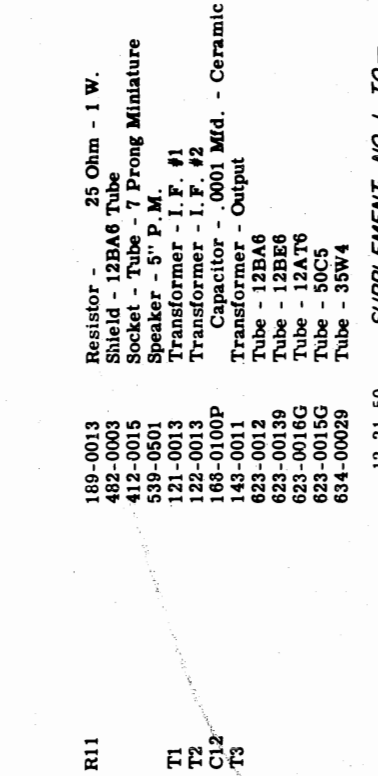 R11 189-0013 Resistor - 25 Ohm - 1 W.
482-0003 Shield - 12BA6 Tube
412-0015 Socket - Tube - 7 Prong Miniature
539-0501 Speaker - 5" P.M.
T1 121-0013 Transformer - I.F. #1
T2 122-0013 Transformer - I.F. #2
C12 168-0100P Capacitor - .0001 Mfd. - Ceramic
T3 143-0011 Transformer - Output
623-0012 Tube - 12BA6
623-00139 Tube - 12BE6
623-0016G Tube - 12AT6
623-0015G Tube - 50C5
634-00029 Tube - 35W4
SUPPLEMENT NO. TO